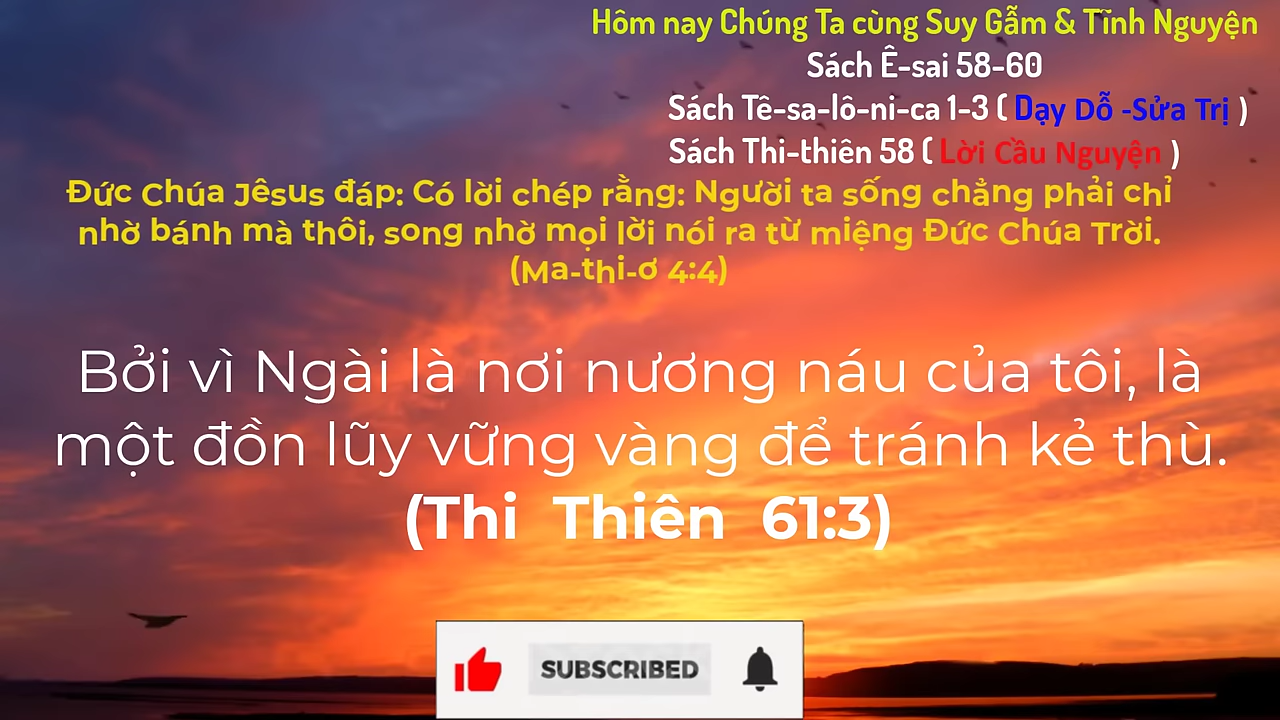 Hôm nay Chúng Ta cùng Suy Gẫm & Tĩnh Nguyện
Sách Ê-sai 58-60
Sách Tê-sa-lô-ni-ca 1-3 ( Dạy Dỗ -Sửa Trị )
Sách Thi-thiên 58 ( Lời Cầu Nguyện )
Đức Chúa Jêsus đáp: Có lời chép rằng: Người ta sống chẳng phải chỉ
nhờ bánh mà thôi, song nhờ mọi lời nói ra từ miệng Đức Chúa Trời.
(Ma-thi-ơ 4:4)
Bởi vì Ngài là nơi nương náu của tôi, là
một đồn lũy vững vàng để tránh kẻ thù.
(Thi Thiên 61:3)
SUBSCRIBED